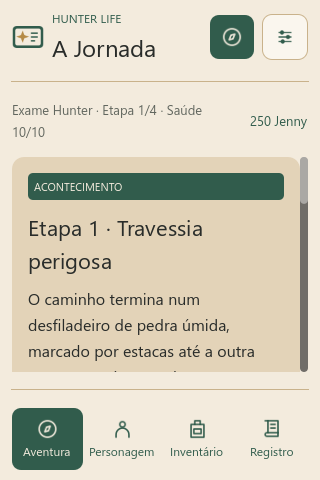 HUNTER LIFE
A Jornada
Exame Hunter · Etapa 1/4 · Saúde
10/10
250 Jenny
ACONTECIMENTO
Etapa 1 · Travessia
perigosa
O caminho termina num
desfiladeiro de pedra úmida,
marcado por estacas até a outra
Aventura
Personagem
Inventário
Registro